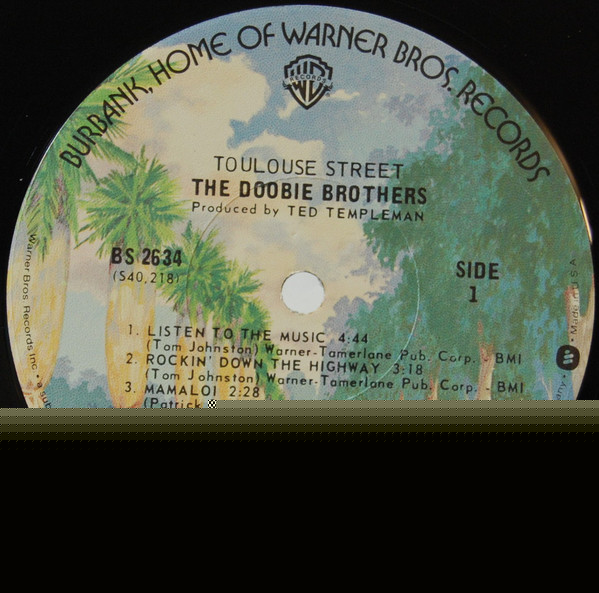 BURBANK, HOME OF WARNER BROS. RECORDS
WB RECORDS
TOULOUSE STREET
THE DOOBIE BROTHERS
Produced by TED TEMPLEMAN
BS 2634
(S40,218)
SIDE
1
1. LISTEN TO THE MUSIC 4:44
(Tom Johnston) Warner-Tamerlane Pub. Corp. - BMI
2. ROCKIN' DOWN THE HIGHWAY 3:18
(Tom Johnston) Warner-Tamerlane Pub. Corp. - BMI
3. MAMALOI 2:28
(Patrick
Warner Bros. Records Inc. • a sub
Made in U.S.A.